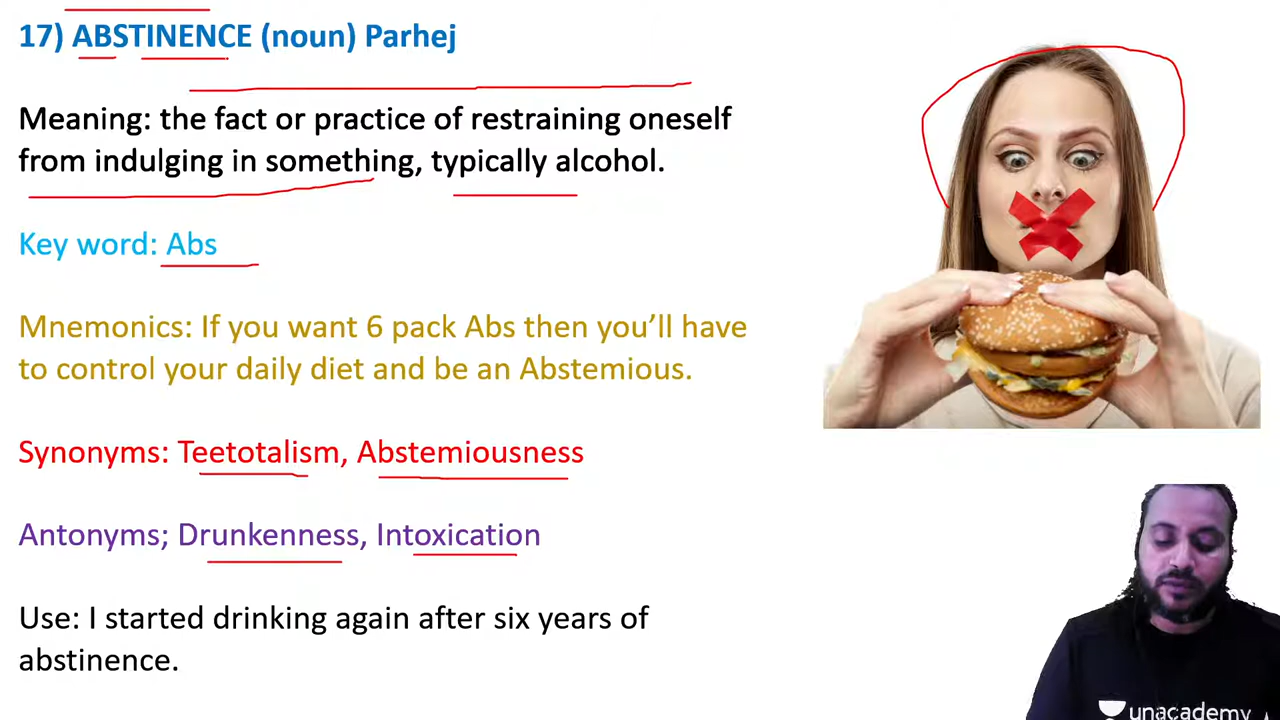 17) ABSTINENCE (noun) Parhej
Meaning: the fact or practice of restraining oneself
from indulging in something, typically alcohol.
Key word: Abs
Mnemonics: If you want 6 pack Abs then you’ll have
to control your daily diet and be an Abstemious.
Synonyms: Teetotalism, Abstemiousness
Antonyms; Drunkenness, Intoxication
Use: I started drinking again after six years of
abstinence.
unacademy